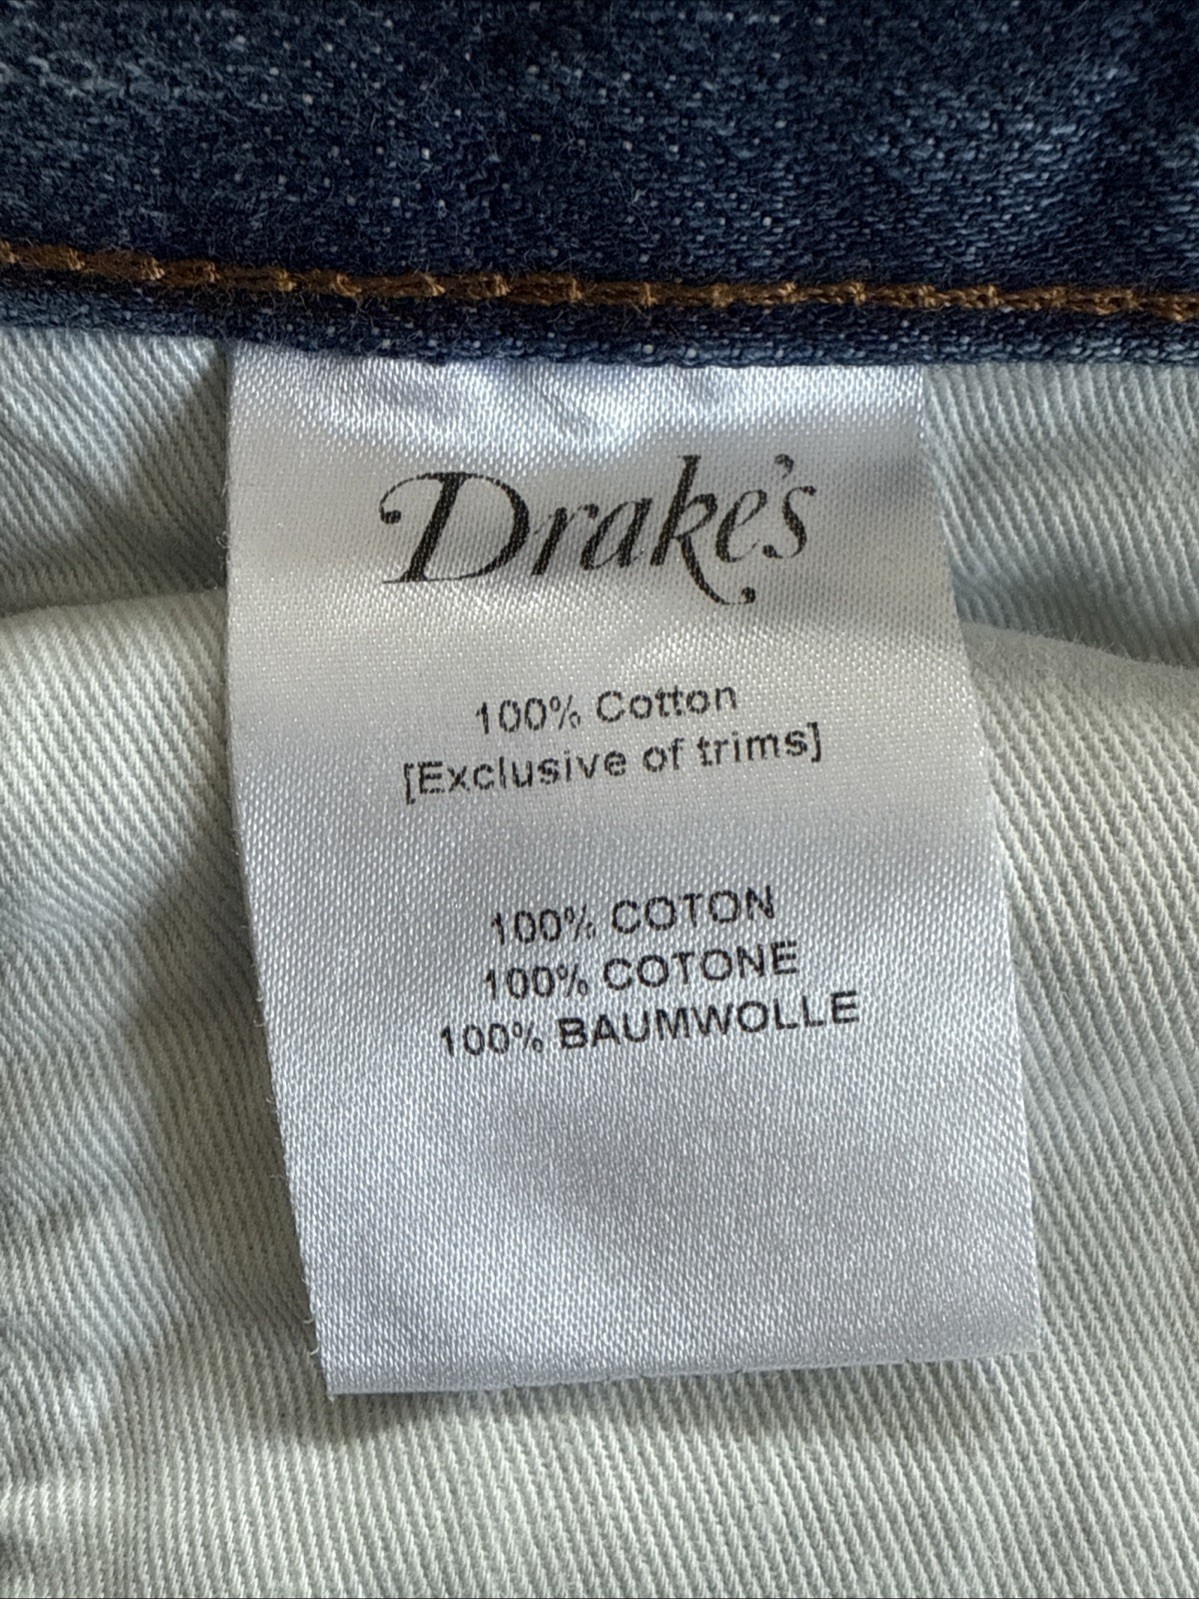 Drake's
100% Cotton
[Exclusive of trims]
100% COTON
100% COTONE
100% BAUMWOLLE